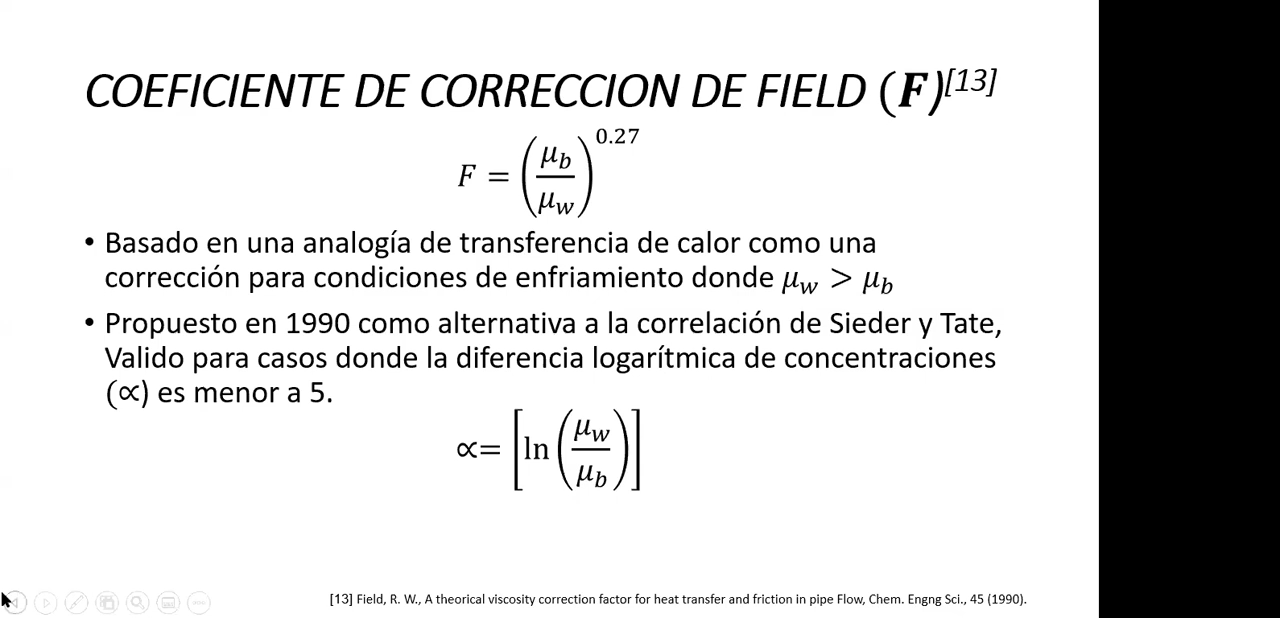 COEFICIENTE DE CORRECCION DE FIELD (F)[13]
F = (μb/μw)^0.27
• Basado en una analogía de transferencia de calor como una
corrección para condiciones de enfriamiento donde μw > μb
• Propuesto en 1990 como alternativa a la correlación de Sieder y Tate,
Valido para casos donde la diferencia logarítmica de concentraciones
(∝) es menor a 5.
∝= [ln (μw/μb)]
[13] Field, R. W., A theorical viscosity correction factor for heat transfer and friction in pipe Flow, Chem. Engng Sci., 45 (1990).